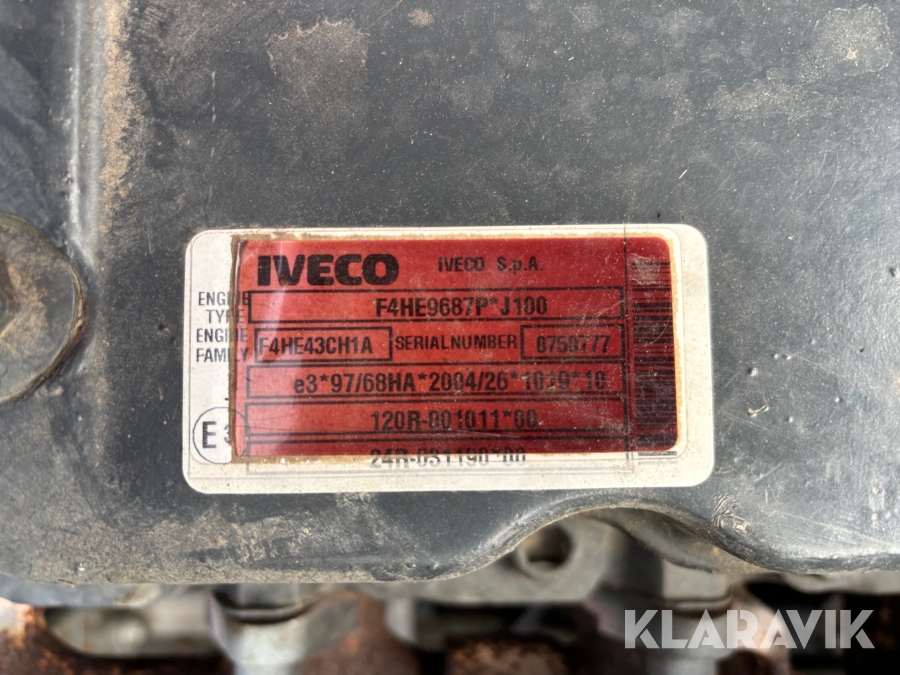 IVECO IVECO S.p.A.
ENGINE TYPE F4HE9687P*J100
ENGINE FAMILY F4HE43CH1A SERIAL NUMBER 0750777
e3*97/68HA*2004/26*1019*10
E3 120R-001011*00
24R-031190*00
KLARAVIK